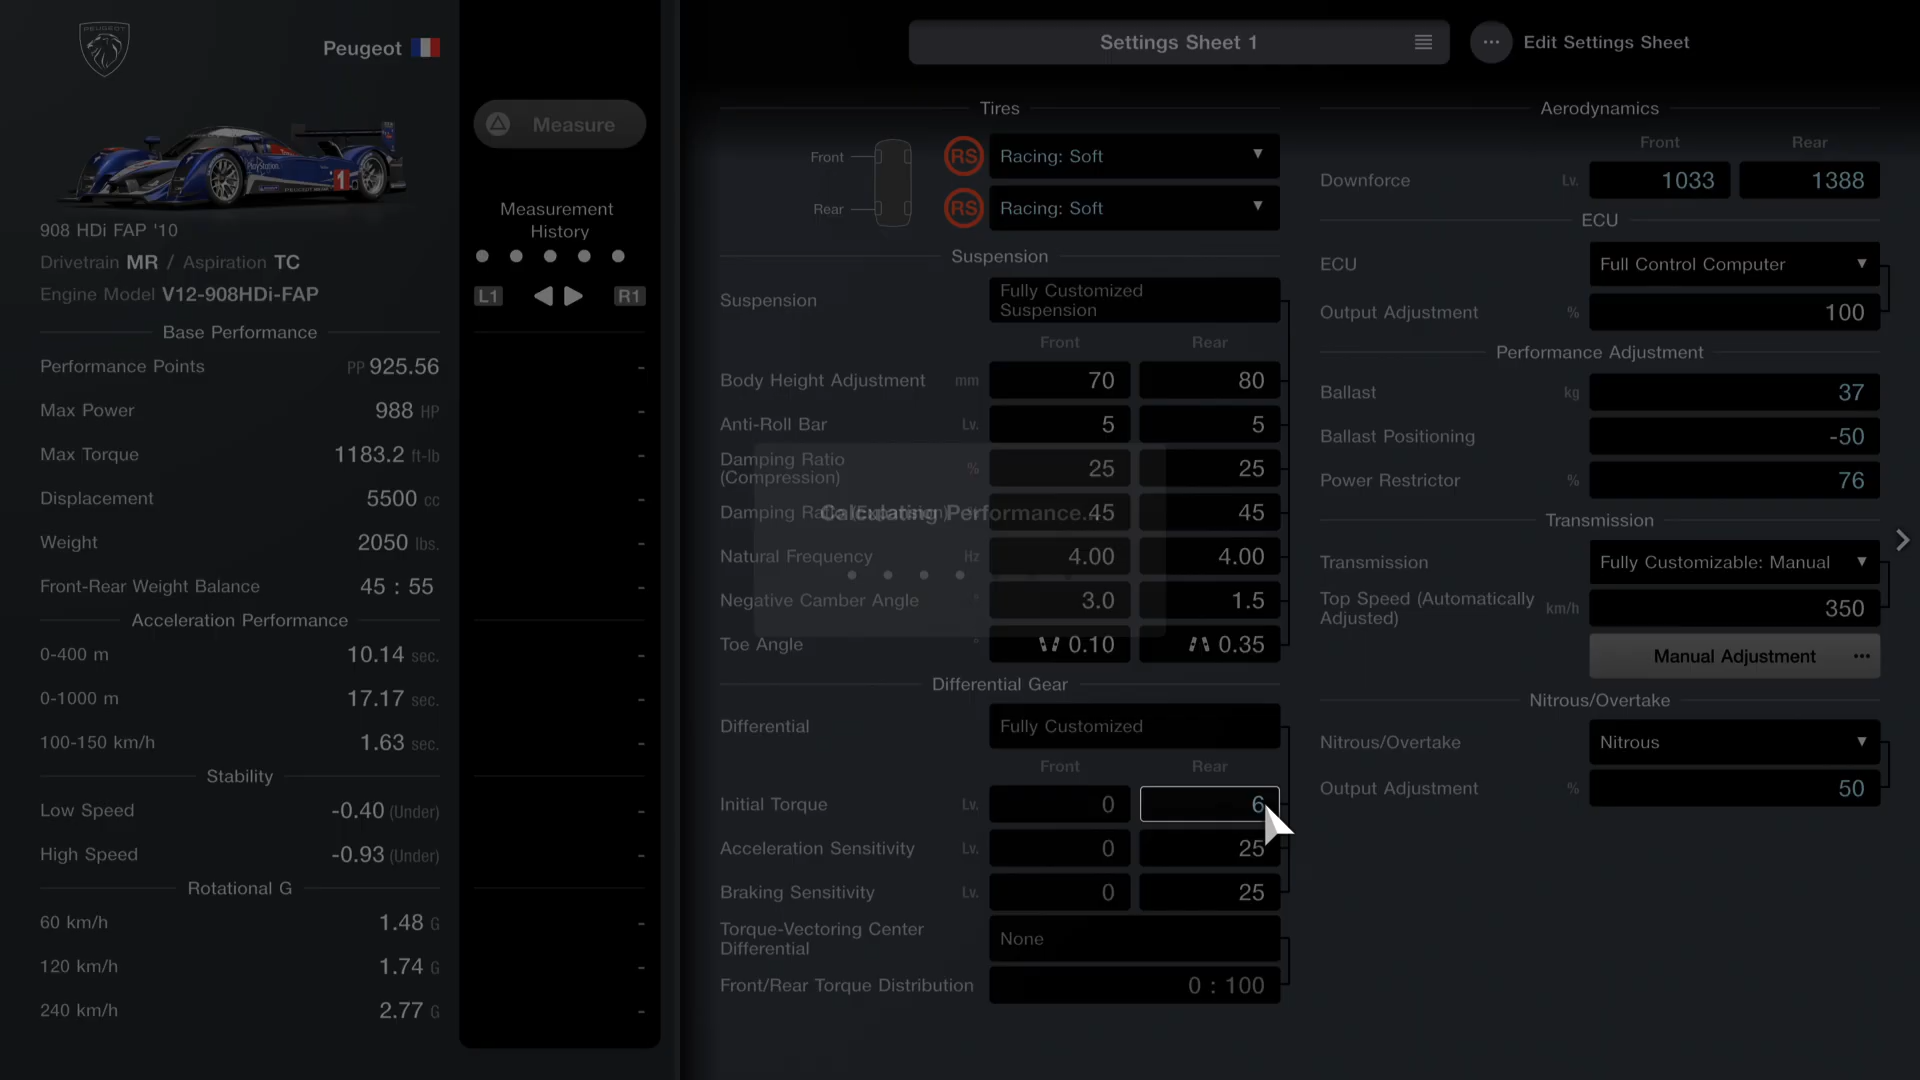 PEUGEOT
Peugeot
908 HDi FAP '10
Drivetrain MR / Aspiration TC
Engine Model V12-908HDi-FAP
Base Performance
Performance Points PP 925.56
Max Power 988 HP
Max Torque 1183.2 ft-lb
Displacement 5500 cc
Weight 2050 lbs.
Front-Rear Weight Balance 45 : 55
Acceleration Performance
0-400 m 10.14 sec.
0-1000 m 17.17 sec.
100-150 km/h 1.63 sec.
Stability
Low Speed -0.40 (Under)
High Speed -0.93 (Under)
Rotational G
60 km/h 1.48 G
120 km/h 1.74 G
240 km/h 2.77 G
Measure
Measurement
History
L1 R1
Settings Sheet 1
Edit Settings Sheet
Tires
Front RS Racing: Soft
Rear RS Racing: Soft
Suspension
Suspension Fully Customized
Suspension
Front Rear
Body Height Adjustment mm 70 80
Anti-Roll Bar Lv. 5 5
Damping Ratio
(Compression) % 25 25
Damping Ratio (Expansion) % 45 45
Calculating Performance...
Natural Frequency Hz 4.00 4.00
Negative Camber Angle ° 3.0 1.5
Toe Angle ° 0.10 0.35
Differential Gear
Differential Fully Customized
Front Rear
Initial Torque Lv. 0 6
Acceleration Sensitivity Lv. 0 25
Braking Sensitivity Lv. 0 25
Torque-Vectoring Center
Differential None
Front/Rear Torque Distribution 0 : 100
Aerodynamics
Front Rear
Downforce Lv. 1033 1388
ECU
ECU Full Control Computer
Output Adjustment % 100
Performance Adjustment
Ballast kg 37
Ballast Positioning -50
Power Restrictor % 76
Transmission
Transmission Fully Customizable: Manual
Top Speed (Automatically
Adjusted) km/h 350
Manual Adjustment
Nitrous/Overtake
Nitrous/Overtake Nitrous
Output Adjustment % 50